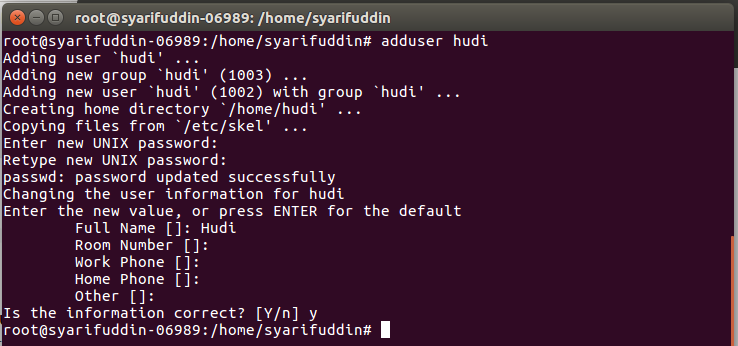 root@syarifuddin-06989: /home/syarifuddin
root@syarifuddin-06989:/home/syarifuddin# adduser hudi
Adding user `hudi' ...
Adding new group `hudi' (1003) ...
Adding new user `hudi' (1002) with group `hudi' ...
Creating home directory `/home/hudi' ...
Copying files from `/etc/skel' ...
Enter new UNIX password:
Retype new UNIX password:
passwd: password updated successfully
Changing the user information for hudi
Enter the new value, or press ENTER for the default
        Full Name []: Hudi
        Room Number []:
        Work Phone []:
        Home Phone []:
        Other []:
Is the information correct? [Y/n] y
root@syarifuddin-06989:/home/syarifuddin#